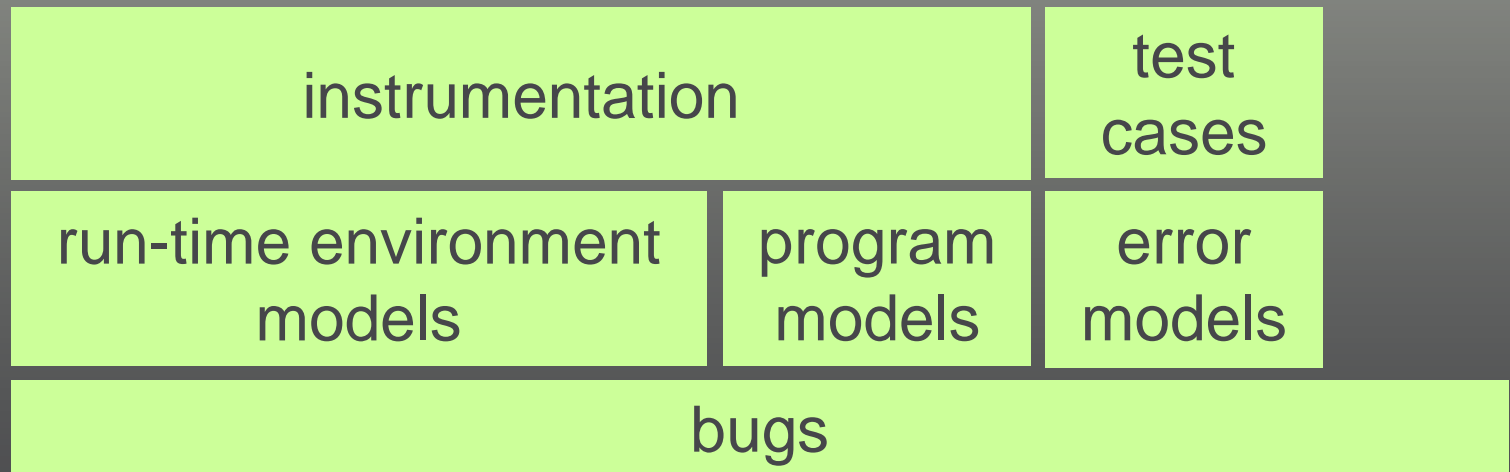 instrumentation
test
cases
run-time environment
models
program
models
error
models
bugs